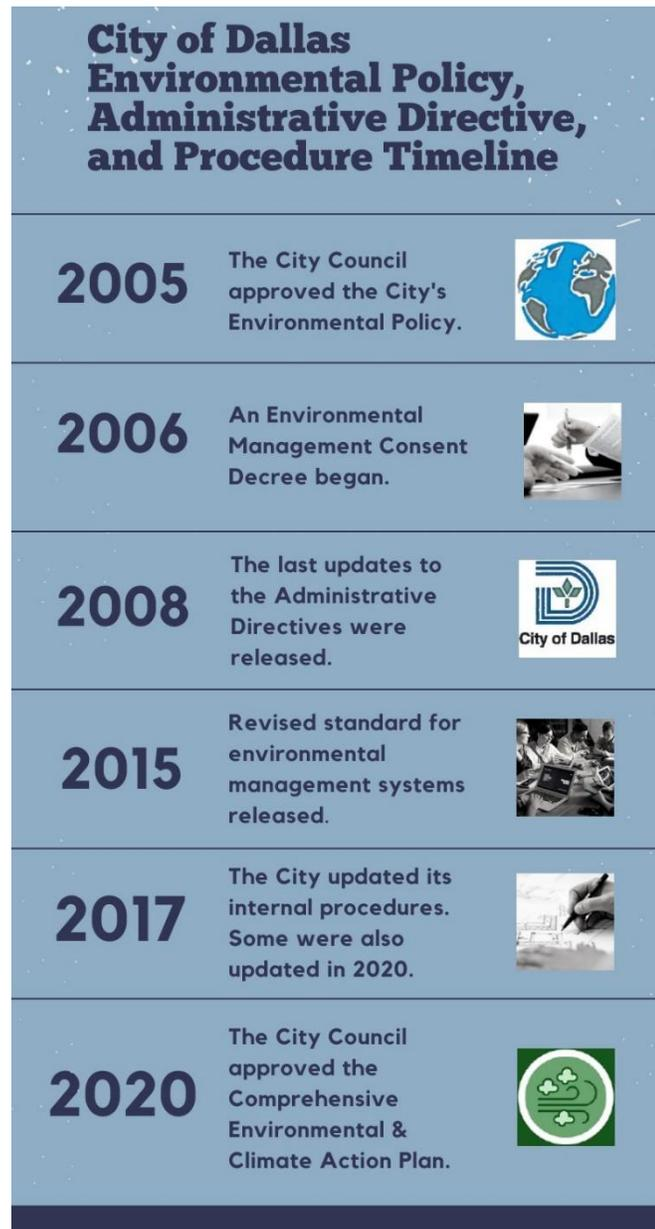 City of Dallas
Environmental Policy,
Administrative Directive,
and Procedure Timeline
2005
The City Council
approved the City's
Environmental Policy.
2006
An Environmental
Management Consent
Decree began.
2008
The last updates to
the Administrative
Directives were
released.
City of Dallas
2015
Revised standard for
environmental
management systems
released.
2017
The City updated its
internal procedures.
Some were also
updated in 2020.
2020
The City Council
approved the
Comprehensive
Environmental &
Climate Action Plan.